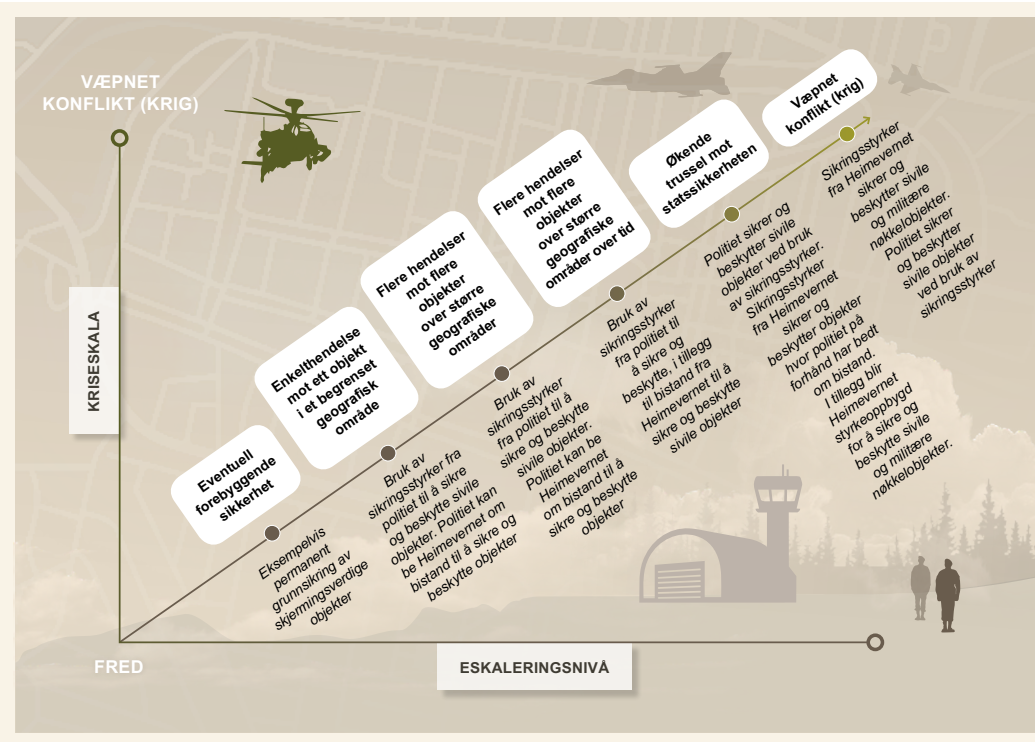 VÆPNET
KONFLIKT (KRIG)
KRISESKALA
FRED
ESKALERINGSNIVÅ
Eventuell
forebyggende
sikkerhet
Eksempelvis
permanent
grunnsikring av
skjermingsverdige
objekter
Enkelthendelse
mot ett objekt
i et begrenset
geografisk
område
Bruk av
sikringsstyrker fra
politiet til å sikre
og beskytte sivile
objekter. Politiet kan
be Heimevernet om
bistand til å sikre og
beskytte objekter
Flere hendelser
mot flere
objekter
over større
geografiske
områder
Bruk av
sikringsstyrker
fra politiet til å
sikre og beskytte
sivile objekter.
Politiet kan be
Heimevernet
om bistand til å
sikre og beskytte
objekter
Flere hendelser
mot flere
objekter
over større
geografiske
områder over tid
Bruk av
sikringsstyrker
fra politiet til
å sikre og
beskytte, i tillegg
til bistand fra
Heimevernet til å
sikre og beskytte
sivile objekter
Økende
trussel mot
statssikkerheten
Politiet sikrer og
beskytter sivile
objekter ved bruk
av sikringsstyrker.
Sikringsstyrker
fra Heimevernet
sikrer og
beskytter objekter
hvor politiet på
forhånd har bedt
om bistand.
I tillegg blir
Heimevernet
styrkeoppbygd
for å sikre og
beskytte sivile
og militære
nøkkelobjekter.
Væpnet
konflikt (krig)
Sikringsstyrker
fra Heimevernet
sikrer og
beskytter sivile
og militære
nøkkelobjekter.
Politiet sikrer
og beskytter
sivile objekter
ved bruk av
sikringsstyrker